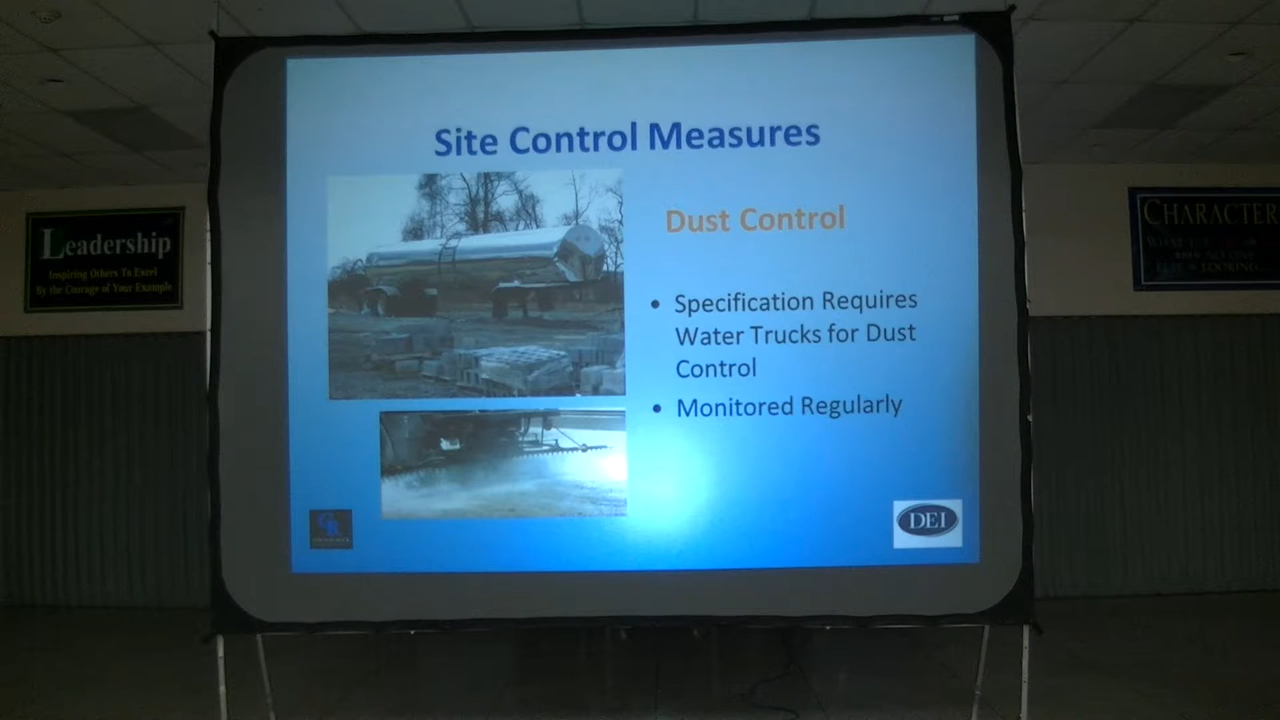 Site Control Measures
Leadership
Inspiring Others To Excel
By the Courage of Your Example
CHARACTER
Dust Control
• Specification Requires
Water Trucks for Dust
Control
• Monitored Regularly
DEI